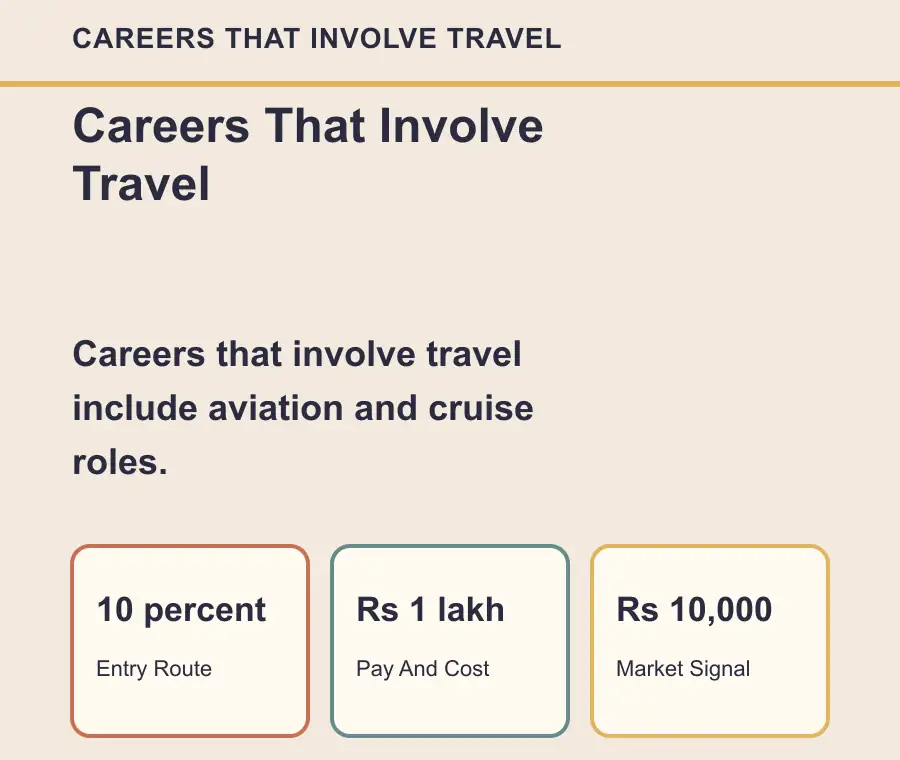 CAREERS THAT INVOLVE TRAVEL
Careers That Involve
Travel
Careers that involve travel
include aviation and cruise
roles.
10 percent
Entry Route
Rs 1 lakh
Pay And Cost
Rs 10,000
Market Signal